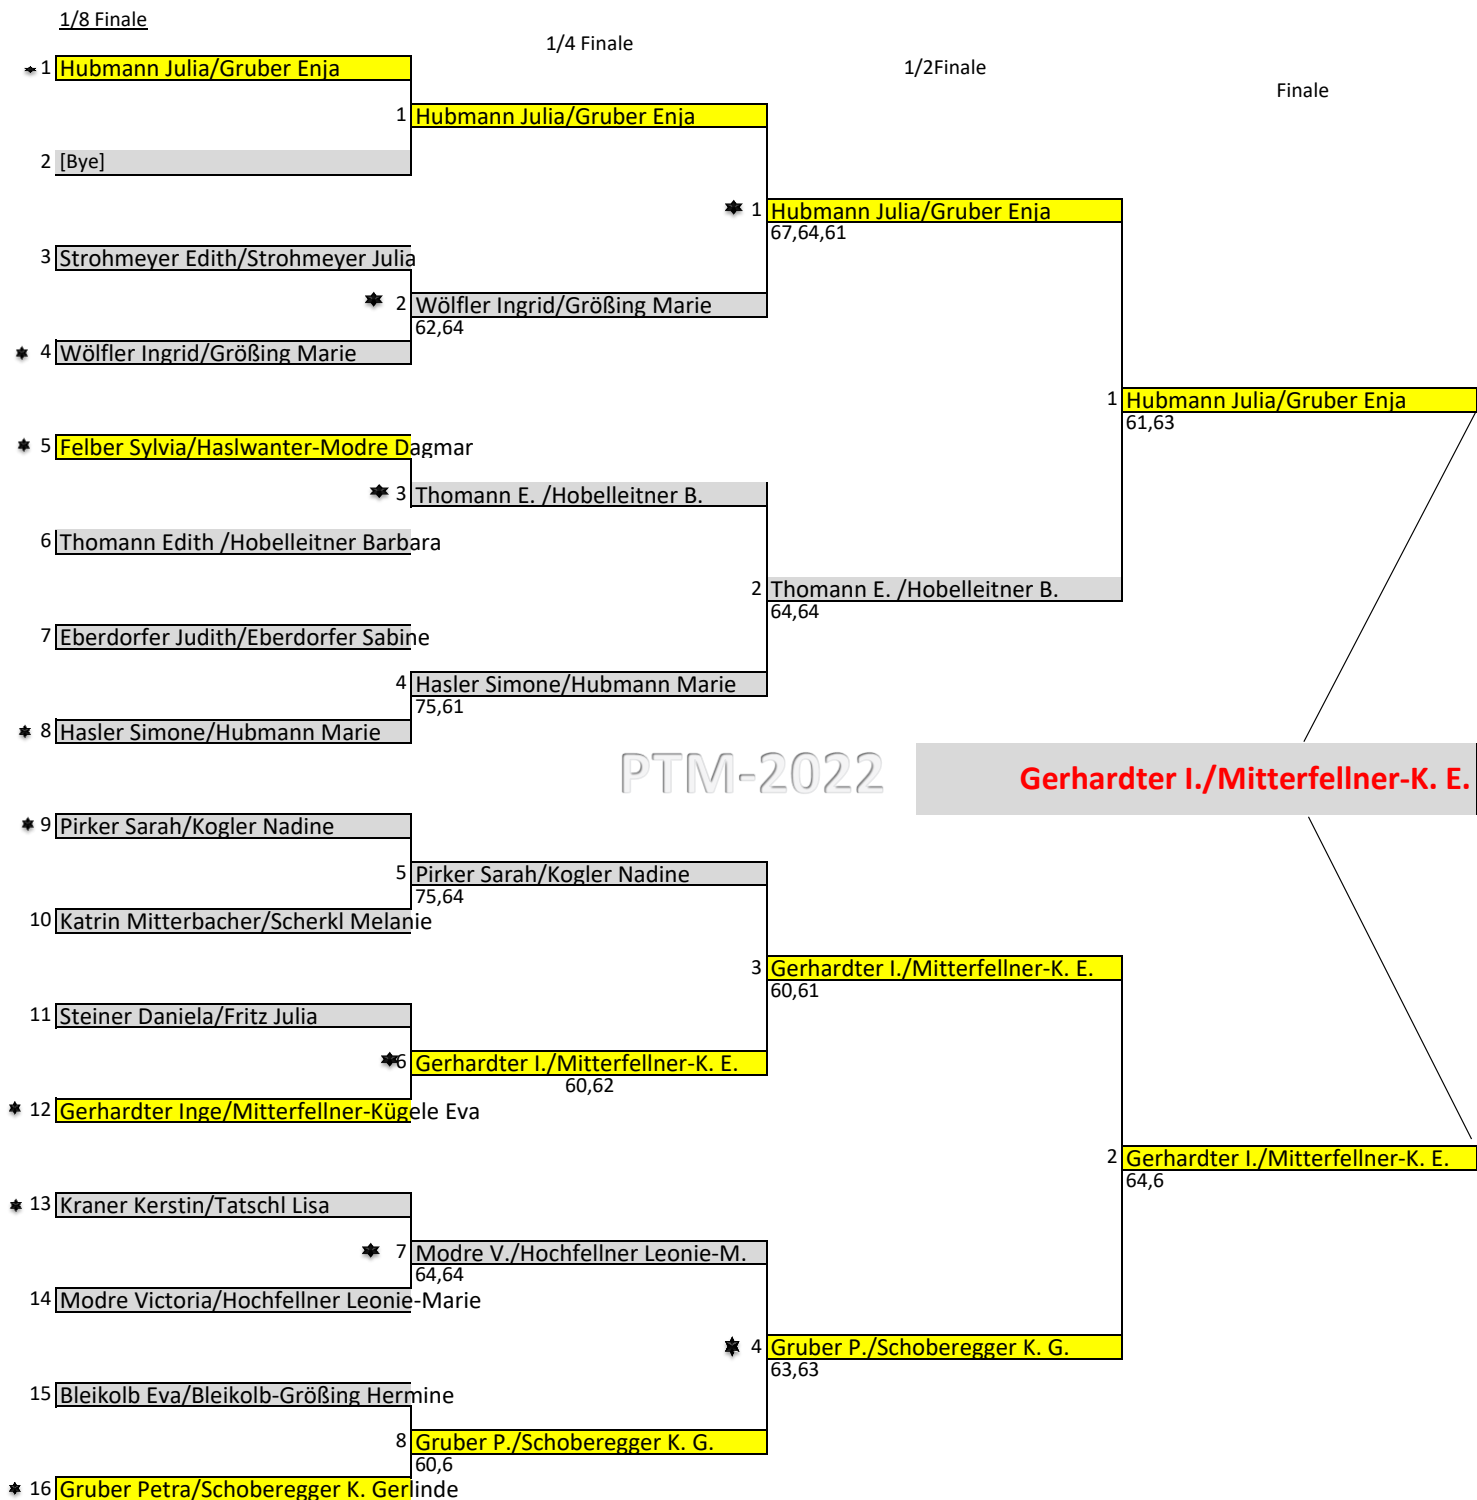 1/8 Finale
1/4 Finale
1/2Finale
Finale
1 Hubmann Julia/Gruber Enja
1 Hubmann Julia/Gruber Enja
2 [Bye]
1 Hubmann Julia/Gruber Enja
67,64,61
3 Strohmeyer Edith/Strohmeyer Julia
2 Wölfler Ingrid/Größing Marie
62,64
4 Wölfler Ingrid/Größing Marie
1 Hubmann Julia/Gruber Enja
61,63
5 Felber Sylvia/Haslwanter-Modre Dagmar
3 Thomann E. /Hobelleitner B.
6 Thomann Edith /Hobelleitner Barbara
2 Thomann E. /Hobelleitner B.
64,64
7 Eberdorfer Judith/Eberdorfer Sabine
4 Hasler Simone/Hubmann Marie
75,61
8 Hasler Simone/Hubmann Marie
PTM-2022
Gerhardter I./Mitterfellner-K. E.
9 Pirker Sarah/Kogler Nadine
5 Pirker Sarah/Kogler Nadine
75,64
10 Katrin Mitterbacher/Scherkl Melanie
3 Gerhardter I./Mitterfellner-K. E.
60,61
11 Steiner Daniela/Fritz Julia
6 Gerhardter I./Mitterfellner-K. E.
60,62
12 Gerhardter Inge/Mitterfellner-Kügele Eva
2 Gerhardter I./Mitterfellner-K. E.
64,6
13 Kraner Kerstin/Tatschl Lisa
7 Modre V./Hochfellner Leonie-M.
64,64
14 Modre Victoria/Hochfellner Leonie-Marie
4 Gruber P./Schoberegger K. G.
63,63
15 Bleikolb Eva/Bleikolb-Größing Hermine
8 Gruber P./Schoberegger K. G.
60,6
16 Gruber Petra/Schoberegger K. Gerlinde